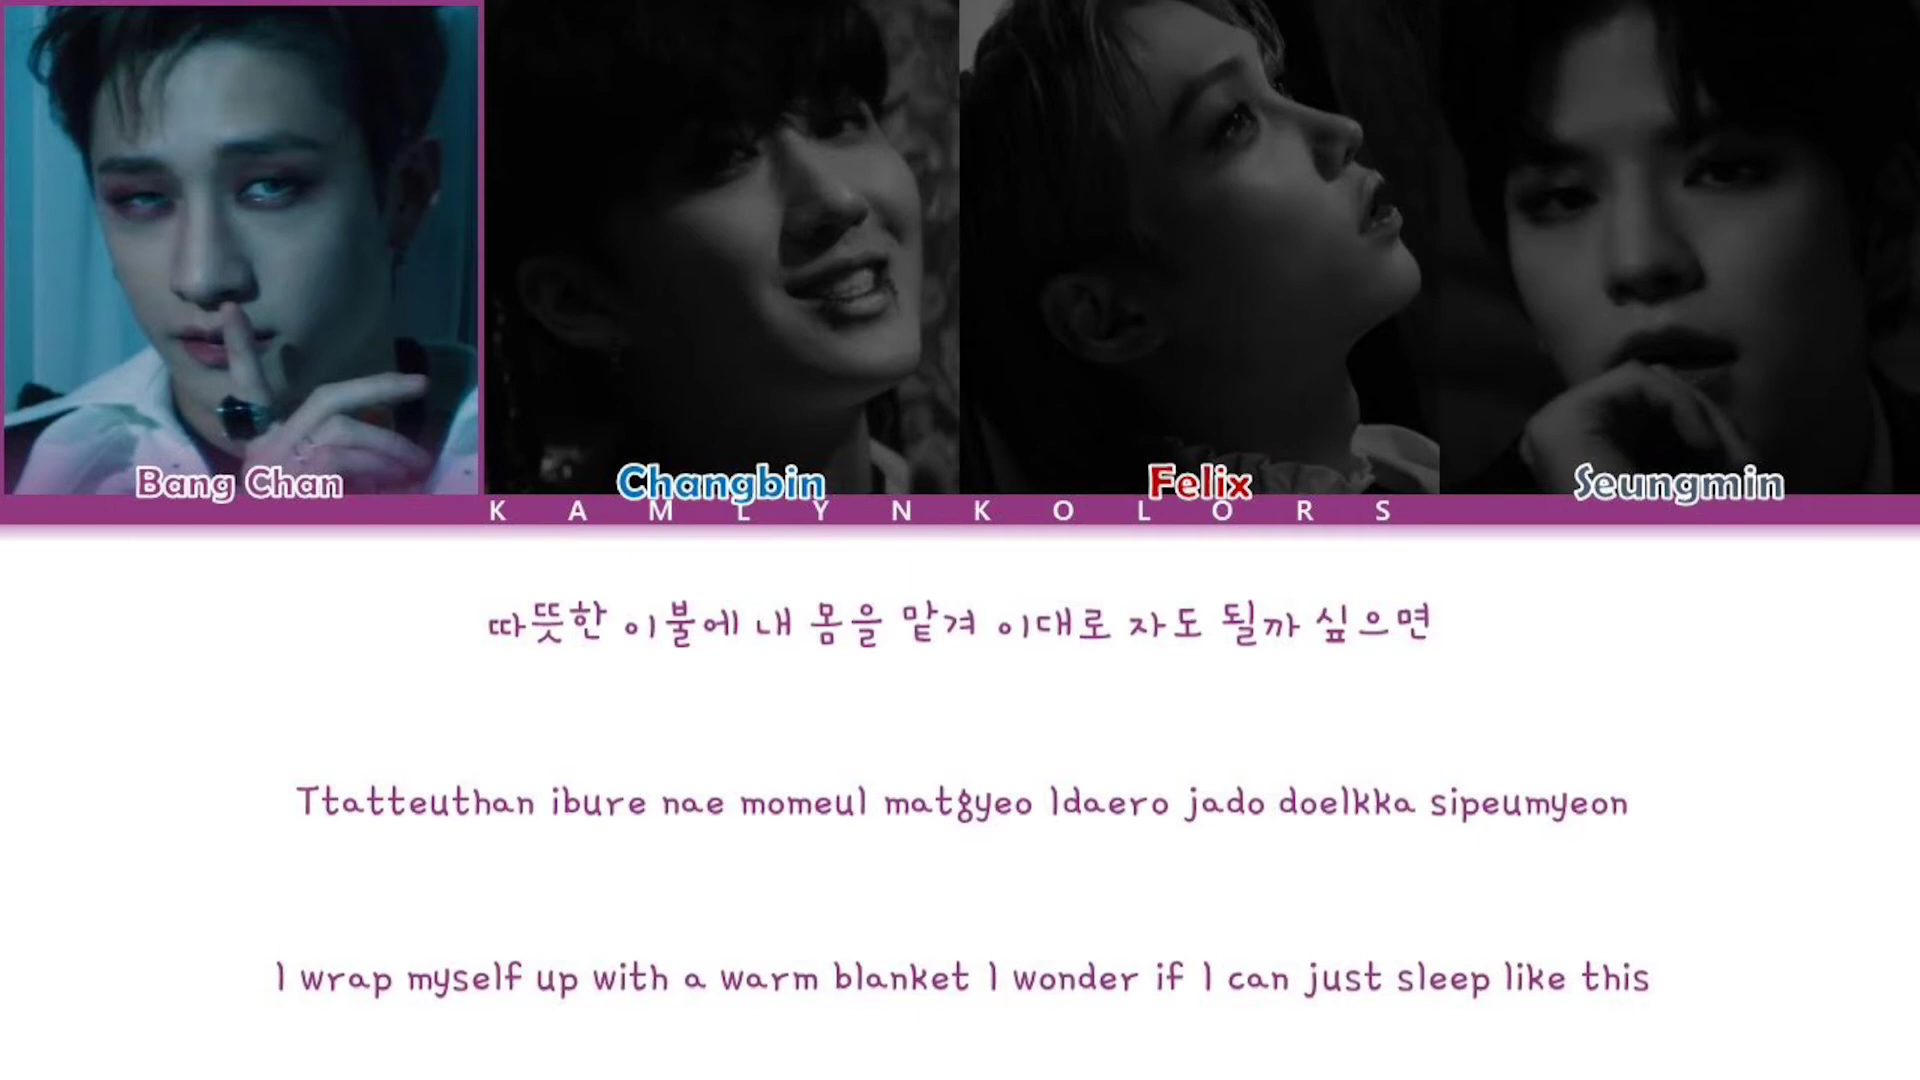 Bang Chan Changbin Felix Seungmin
KAMLYNKOLORS
따뜻한 이불에 내 몸을 맡겨 이대로 자도 될까 싶으면
Ttatteuthan ibure nae momeul matgyeo Idaero jado doelkka sipeumyeon
I wrap myself up with a warm blanket I wonder if I can just sleep like this